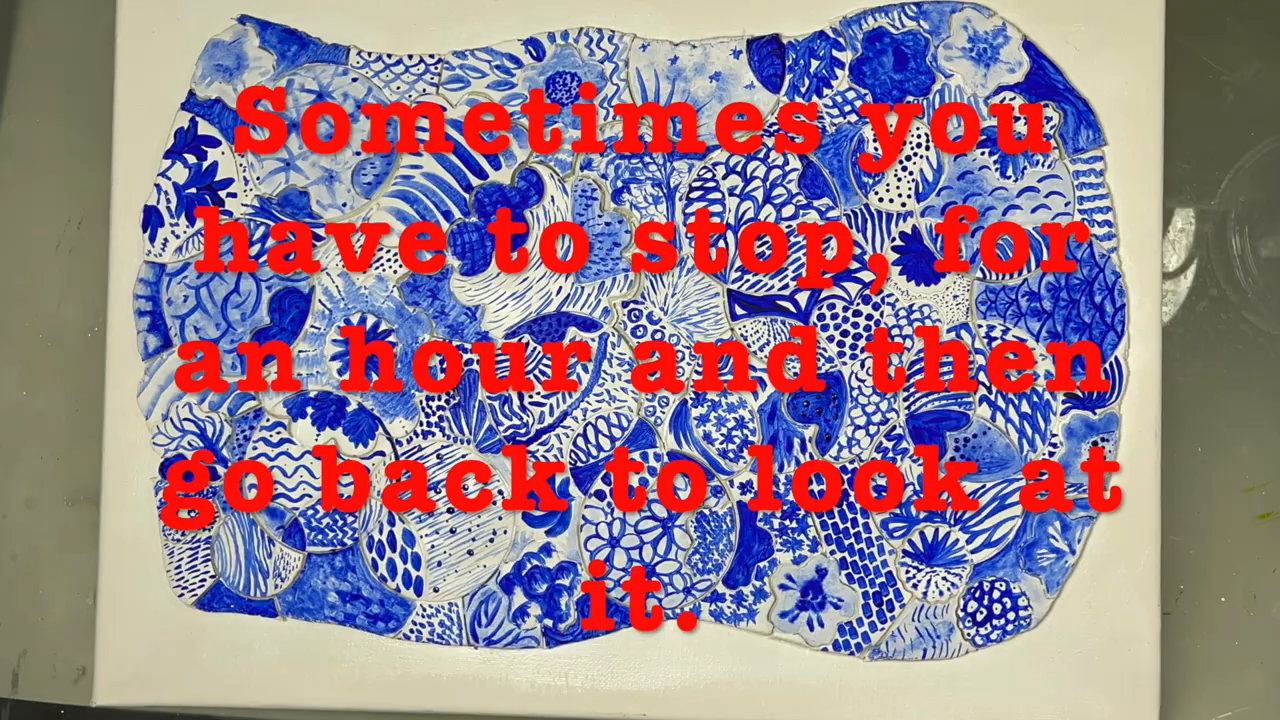 Sometimes you
have to stop, for
an hour and then
go back to look at
it.